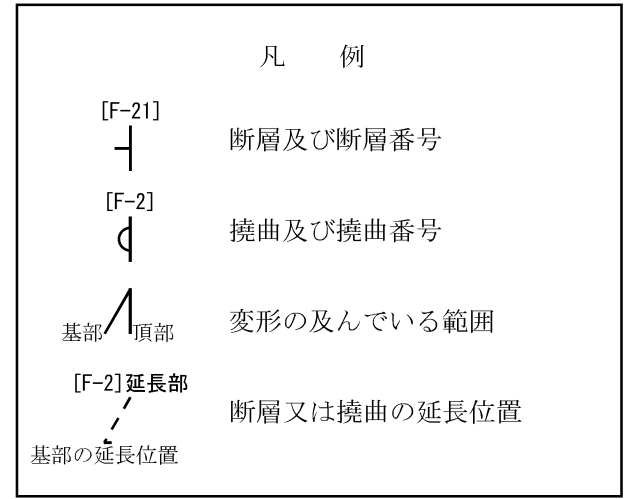 凡　例
[F-21]
断層及び断層番号
[F-2]
撓曲及び撓曲番号
基部 頂部
変形の及んでいる範囲
[F-2]延長部
断層又は撓曲の延長位置
基部の延長位置